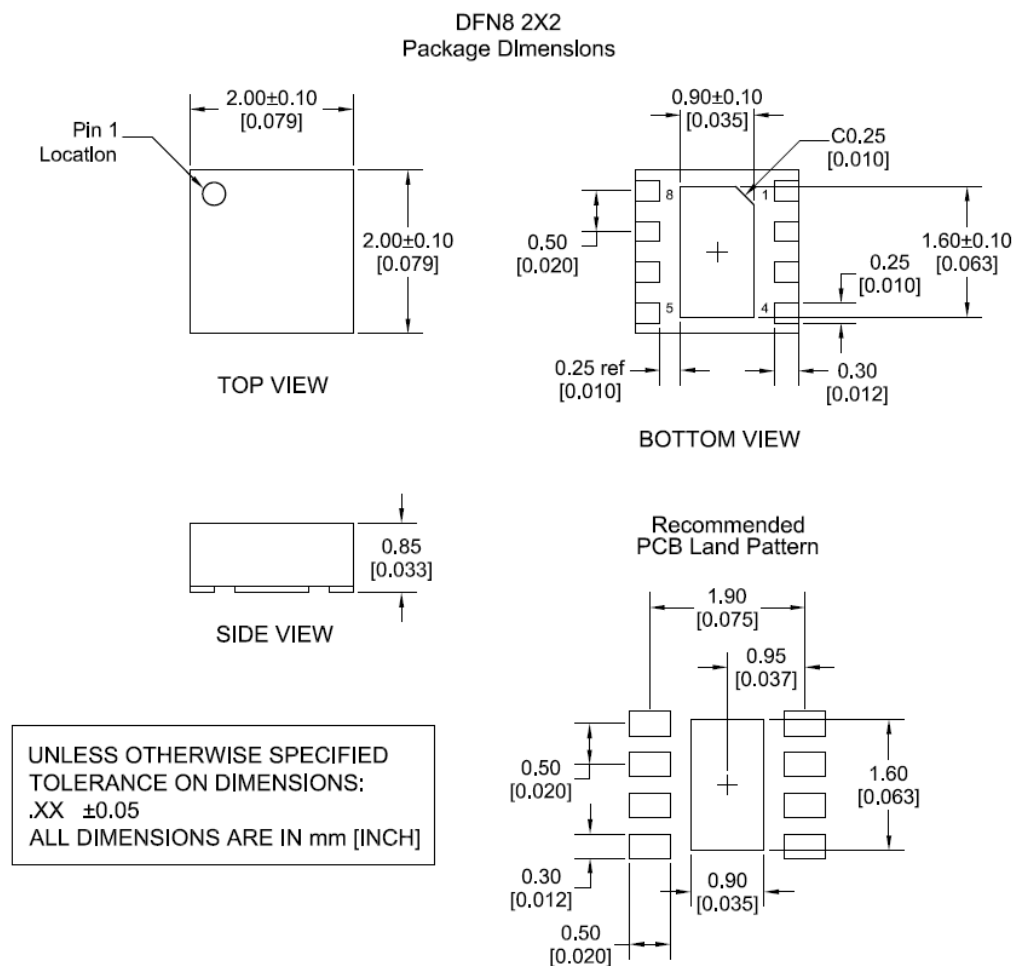 DFN8 2X2
Package Dimensions
2.00±0.10
[0.079]
Pin 1
Location
2.00±0.10
[0.079]
TOP VIEW
0.90±0.10
[0.035]
C0.25
[0.010]
8
1
0.50
[0.020]
1.60±0.10
[0.063]
0.25
[0.010]
5
4
0.25 ref
[0.010]
0.30
[0.012]
BOTTOM VIEW
0.85
[0.033]
SIDE VIEW
Recommended
PCB Land Pattern
1.90
[0.075]
0.95
[0.037]
0.50
[0.020]
1.60
[0.063]
0.30
[0.012]
0.90
[0.035]
0.50
[0.020]
UNLESS OTHERWISE SPECIFIED
TOLERANCE ON DIMENSIONS:
.XX ±0.05
ALL DIMENSIONS ARE IN mm [INCH]